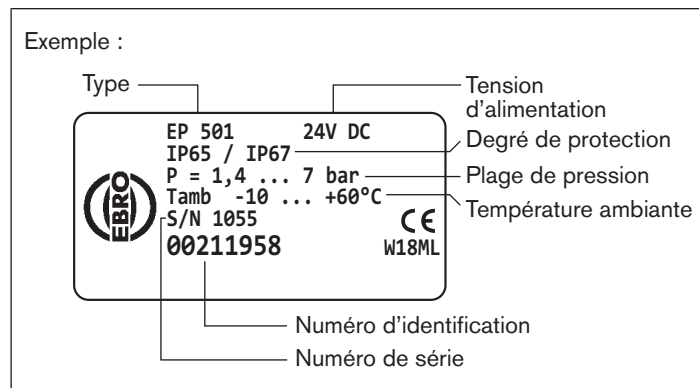 Exemple :
Type
Tension
d'alimentation
EP 501 24V DC
IP65 / IP67
Degré de protection
P = 1,4 ... 7 bar
Plage de pression
Tamb -10 ... +60°C
Température ambiante
S/N 1055
00211958
EBRO
CE
W18ML
Numéro d'identification
Numéro de série